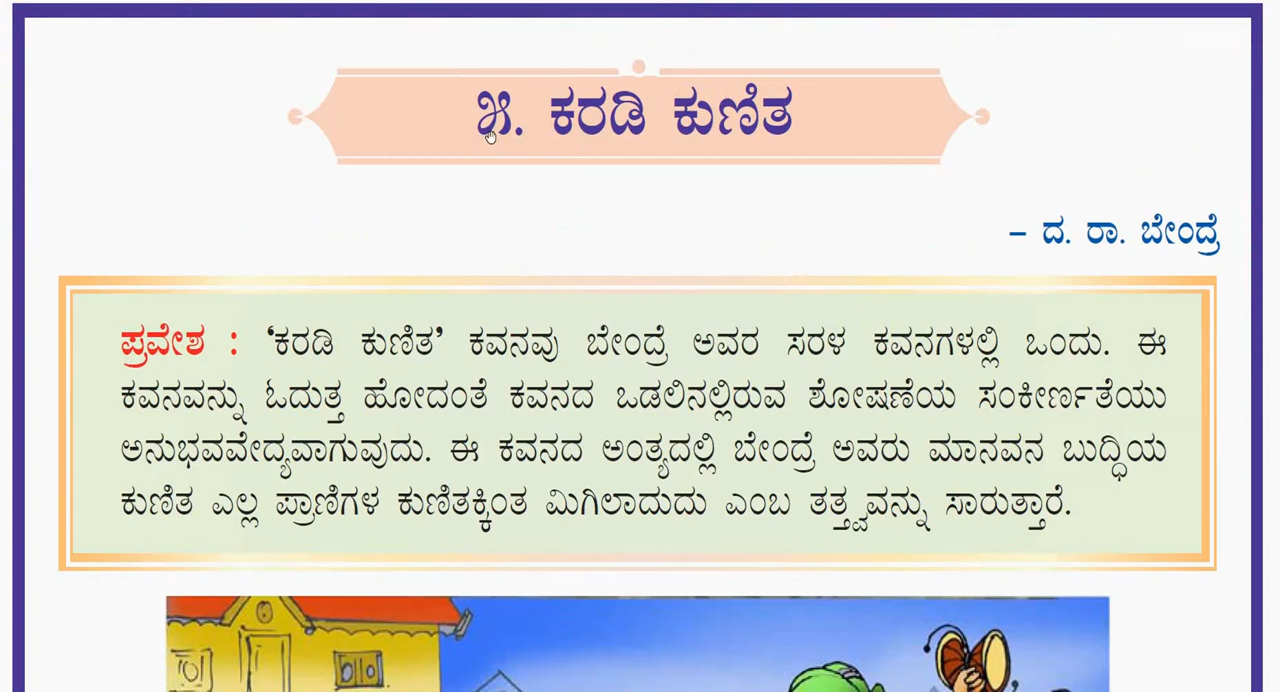 ೫. ಕರಡಿ ಕುಣಿತ
– ದ. ರಾ. ಬೇಂದ್ರೆ
ಪ್ರವೇಶ : ‘ಕರಡಿ ಕುಣಿತ’ ಕವನವು ಬೇಂದ್ರೆ ಅವರ ಸರಳ ಕವನಗಳಲ್ಲಿ ಒಂದು. ಈ
ಕವನವನ್ನು ಓದುತ್ತ ಹೋದಂತೆ ಕವನದ ಒಡಲಿನಲ್ಲಿರುವ ಶೋಷಣೆಯ ಸಂಕೀರ್ಣತೆಯು
ಅನುಭವವೇದ್ಯವಾಗುವುದು. ಈ ಕವನದ ಅಂತ್ಯದಲ್ಲಿ ಬೇಂದ್ರೆ ಅವರು ಮಾನವನ ಬುದ್ಧಿಯ
ಕುಣಿತ ಎಲ್ಲ ಪ್ರಾಣಿಗಳ ಕುಣಿತಕ್ಕಿಂತ ಮಿಗಿಲಾದುದು ಎಂಬ ತತ್ತ್ವವನ್ನು ಸಾರುತ್ತಾರೆ.